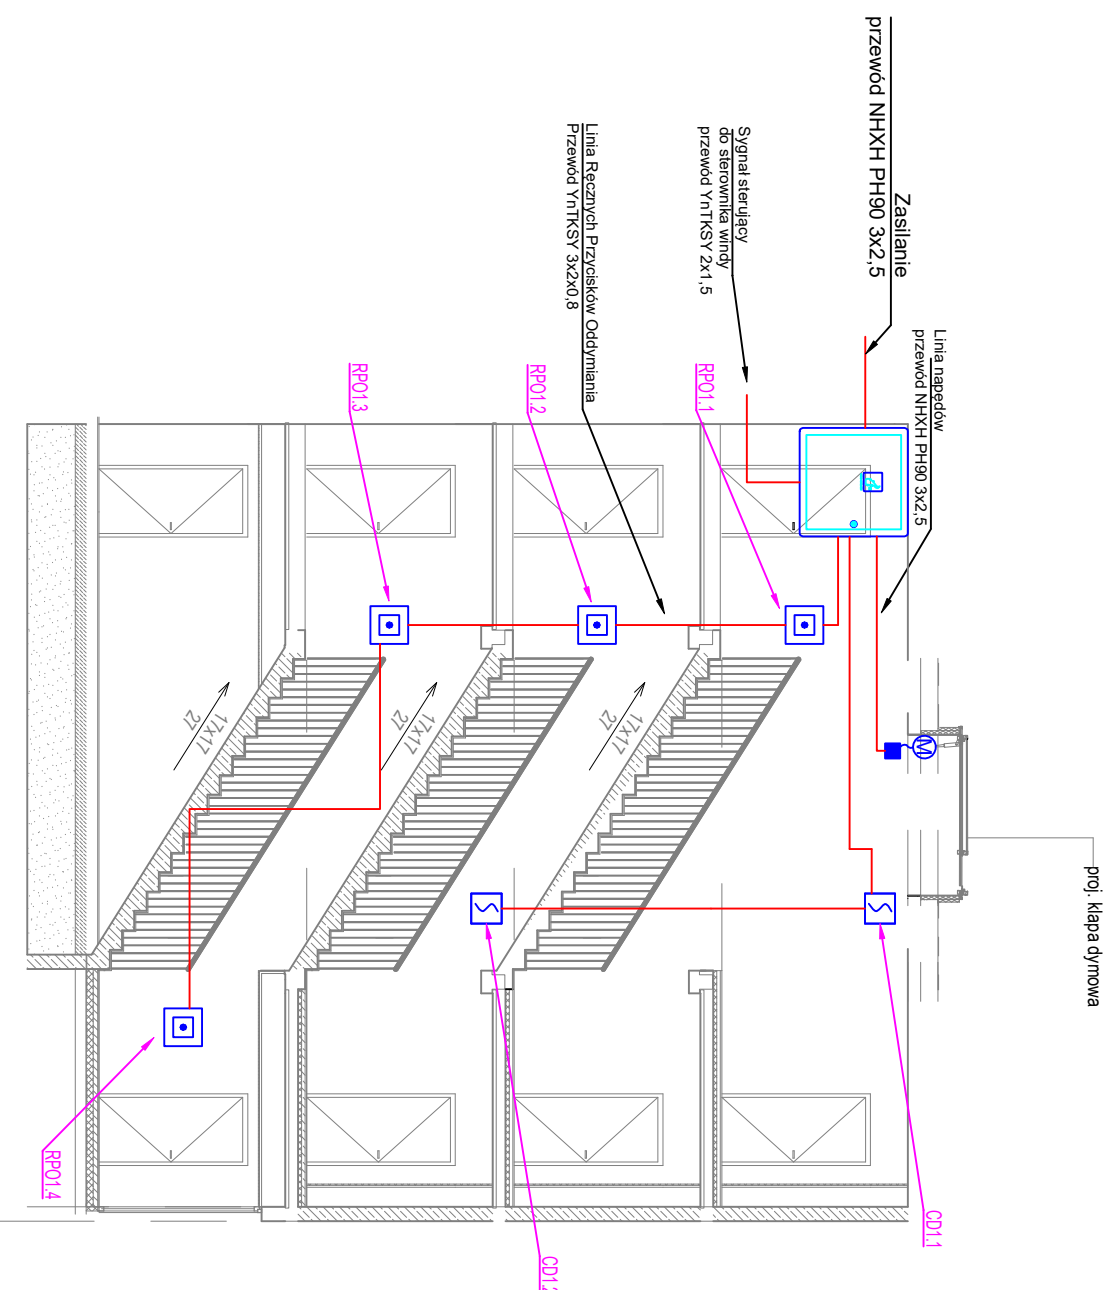 Zasilanie
przewód NHXH PH90 3x2,5
Linia napędów
przewód NHXH PH90 3x2,5
Sygnał sterujący
do sterownika windy
przewód YnTKSY 2x1,5
Linia Ręcznych Przycisków Oddymiania
Przewód YnTKSY 3x2x0,8
RPO1.1
RPO1.2
RPO1.3
RPO1.4
M
17x17
27
17x17
27
17x17
27
proj. klapa dymowa
CD1.1
CD1.2